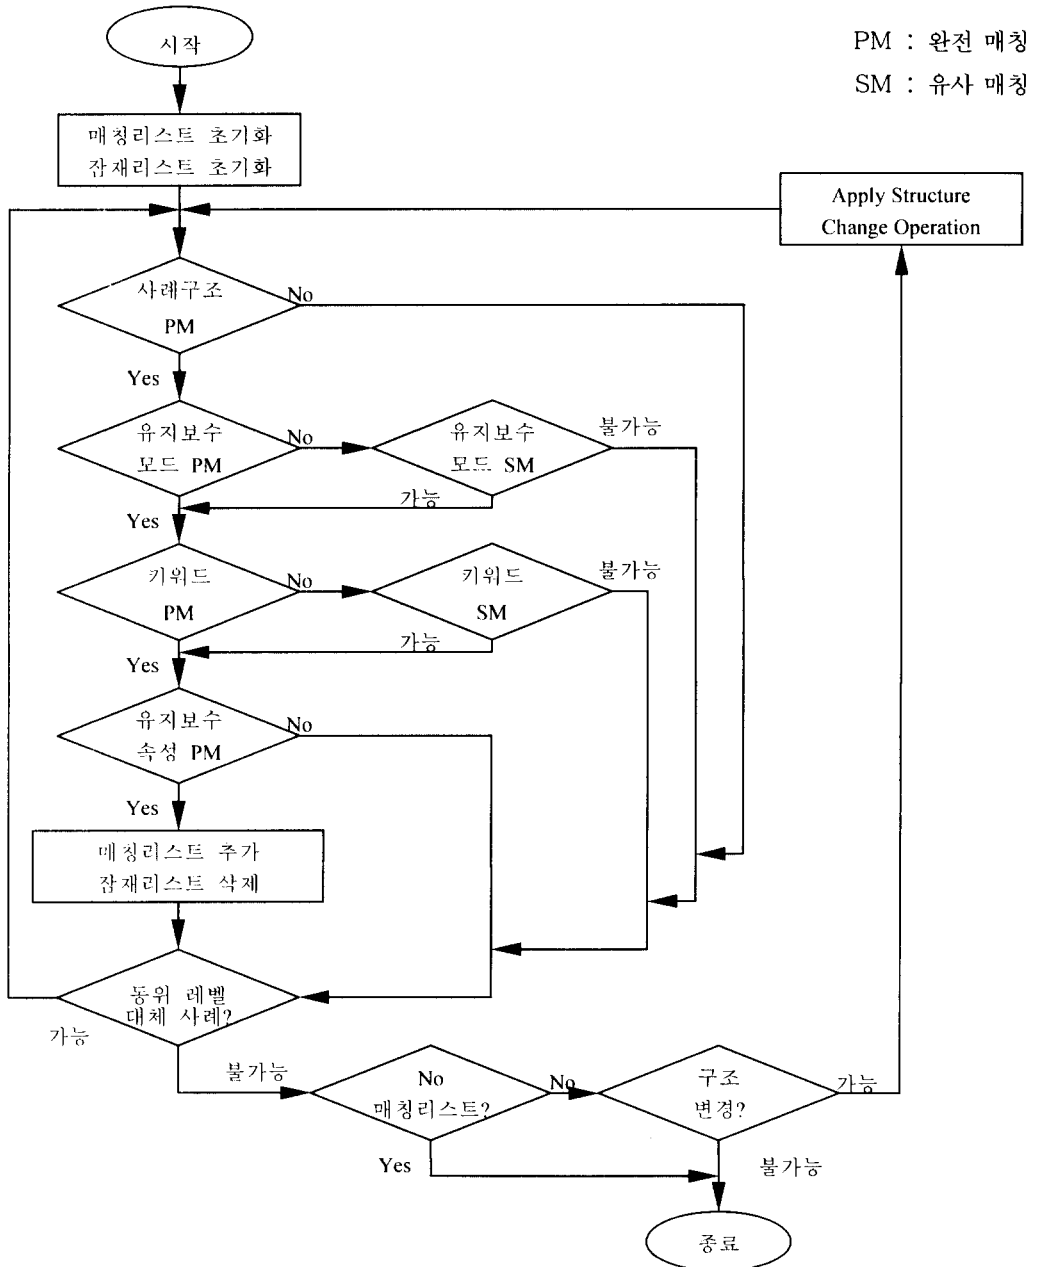 시작
PM : 완전 매칭
SM : 유사 매칭
매칭리스트 초기화
잠재리스트 초기화
Apply Structure
Change Operation
사례구조
PM
No
Yes
유지보수
모드 PM
No
유지보수
모드 SM
불가능
가능
Yes
키워드
PM
No
키워드
SM
불가능
가능
Yes
유지보수
속성 PM
No
Yes
매칭리스트 추가
잠재리스트 삭제
동위 레벨
대체 사례?
가능
불가능
No
매칭리스트?
No
구조
변경?
가능
Yes
불가능
종료